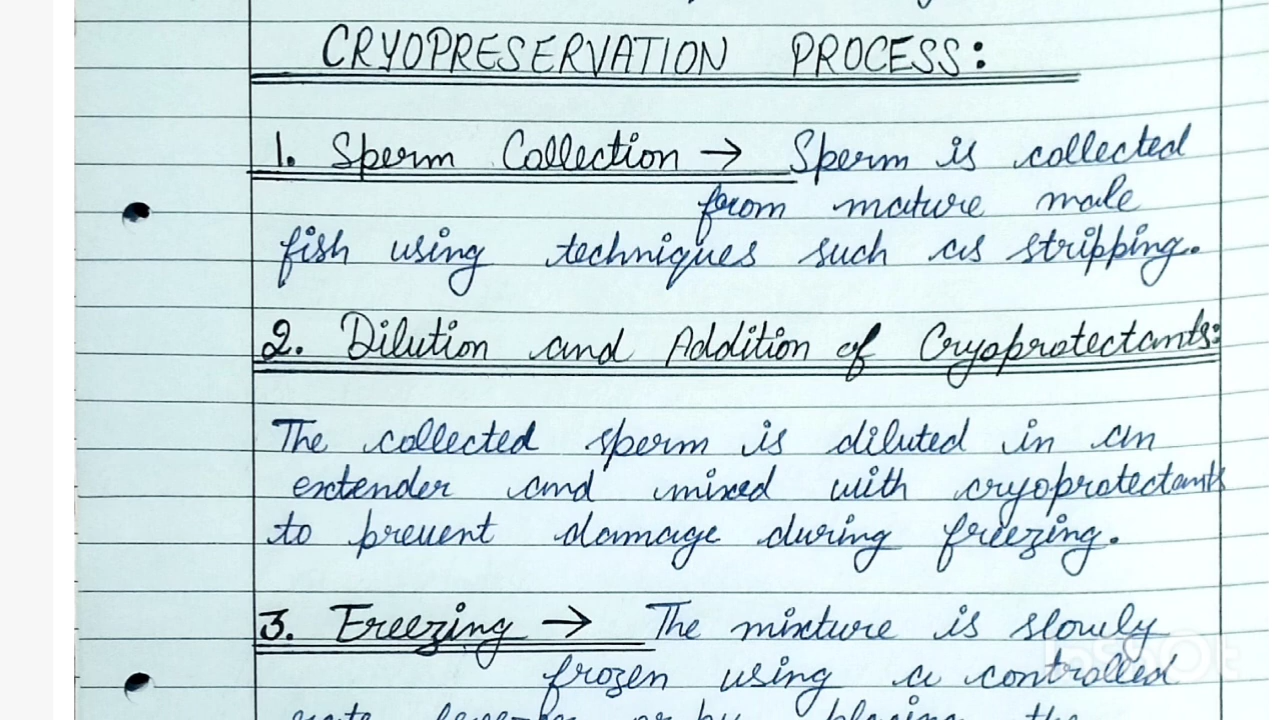 CRYOPRESERVATION PROCESS:
1. Sperm Collection → Sperm is collected
from mature male
fish using techniques such as stripping.
2. Dilution and Addition of Cryoprotectants:
The collected sperm is diluted in an
extender and mixed with cryoprotectants
to prevent damage during freezing.
3. Freezing → The mixture is slowly
frozen using a controlled